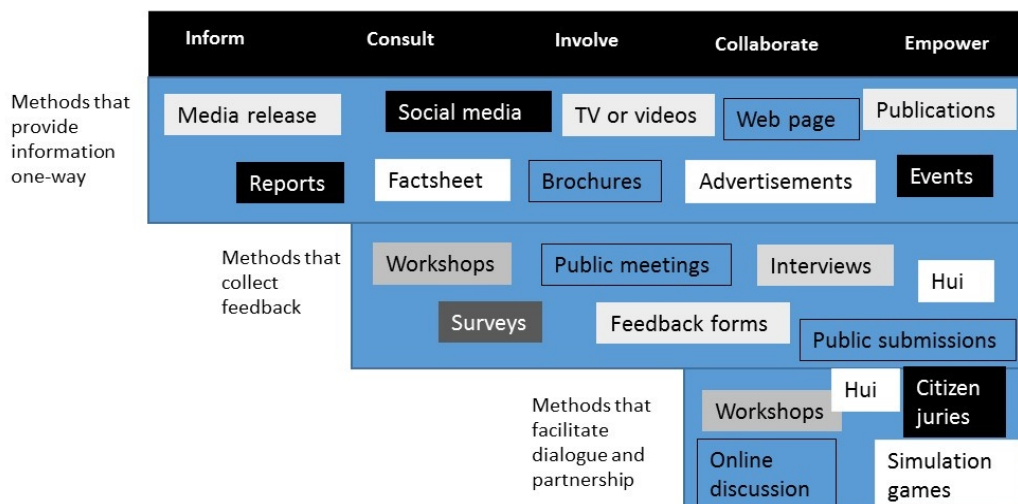 Inform Consult Involve Collaborate Empower
Methods that
provide
information
one-way
Media release Social media TV or videos Web page Publications
Reports Factsheet Brochures Advertisements Events
Methods that
collect
feedback
Workshops Public meetings Interviews Hui
Surveys Feedback forms Public submissions
Methods that
facilitate
dialogue and
partnership
Workshops Hui Citizen
juries
Online
discussion
Simulation
games